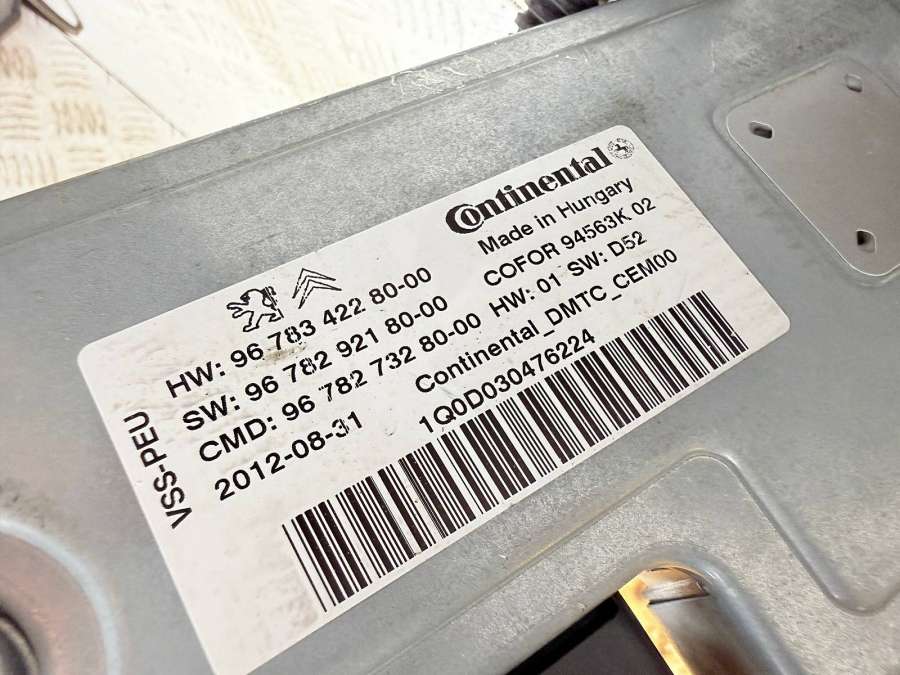 Continental
Made in Hungary
COFOR 94563K 02
HW: 96 783 422 80-00
SW: 96 782 921 80-00
CMD: 96 782 732 80-00 HW: 01 SW: D52
2012-08-31 Continental_DMTC_CEM00
1Q0D030476224
VSS-PEU